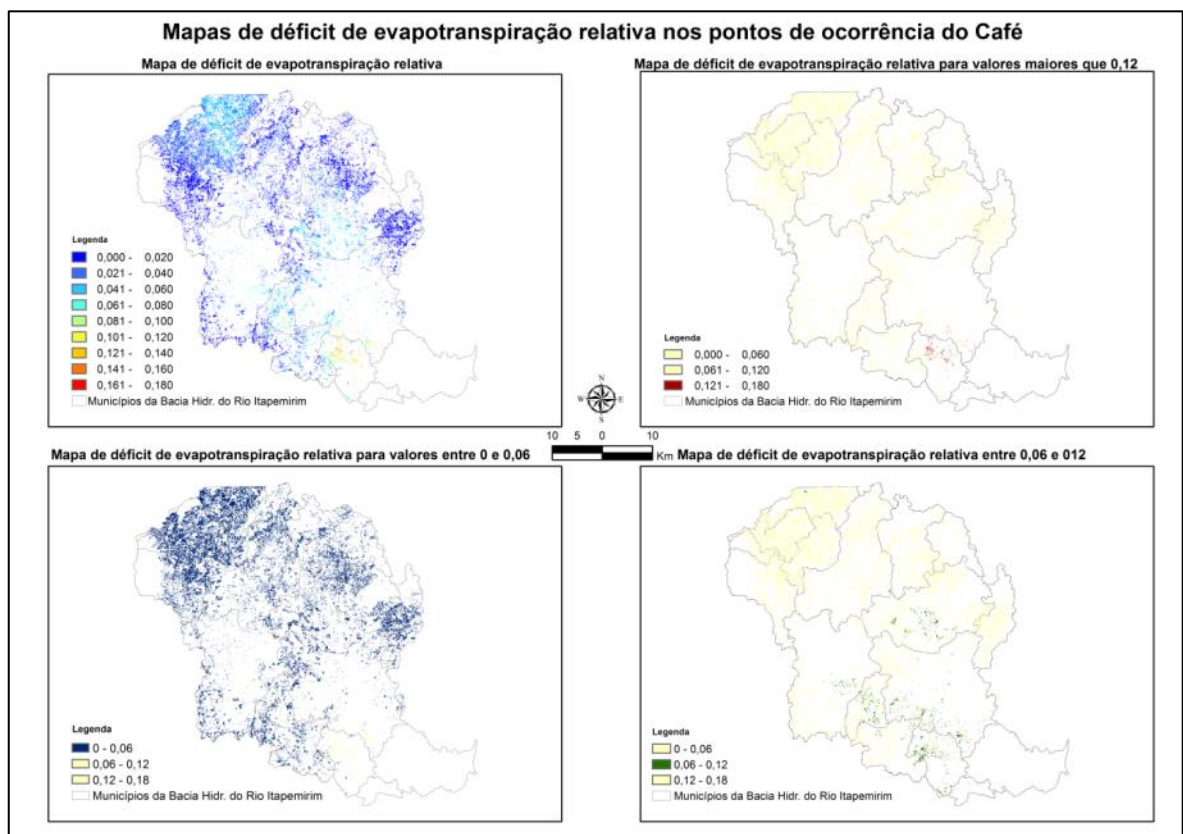 Mapas de déficit de evapotranspiração relativa nos pontos de ocorrência do Café
Mapa de déficit de evapotranspiração relativa
Legenda
0,000 - 0,020
0,021 - 0,040
0,041 - 0,060
0,061 - 0,080
0,081 - 0,100
0,101 - 0,120
0,121 - 0,140
0,141 - 0,160
0,161 - 0,180
Municípios da Bacia Hidr. do Rio Itapemirim
Mapa de déficit de evapotranspiração relativa para valores maiores que 0,12
Legenda
0,000 - 0,060
0,061 - 0,120
0,121 - 0,180
Municípios da Bacia Hidr. do Rio Itapemirim
N
W E
S
10 5 0 10
Km
Mapa de déficit de evapotranspiração relativa para valores entre 0 e 0,06
Legenda
0 - 0,06
0,06 - 0,12
0,12 - 0,18
Municípios da Bacia Hidr. do Rio Itapemirim
Mapa de déficit de evapotranspiração relativa entre 0,06 e 012
Legenda
0 - 0,06
0,06 - 0,12
0,12 - 0,18
Municípios da Bacia Hidr. do Rio Itapemirim